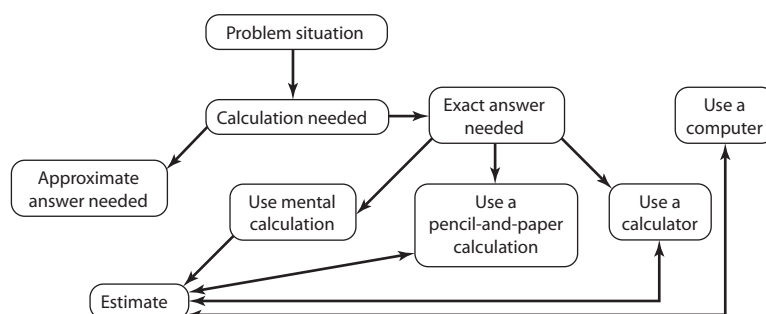 Problem situation
Calculation needed
Exact answer
needed
Use a
computer
Approximate
answer needed
Use mental
calculation
Use a
pencil-and-paper
calculation
Use a
calculator
Estimate